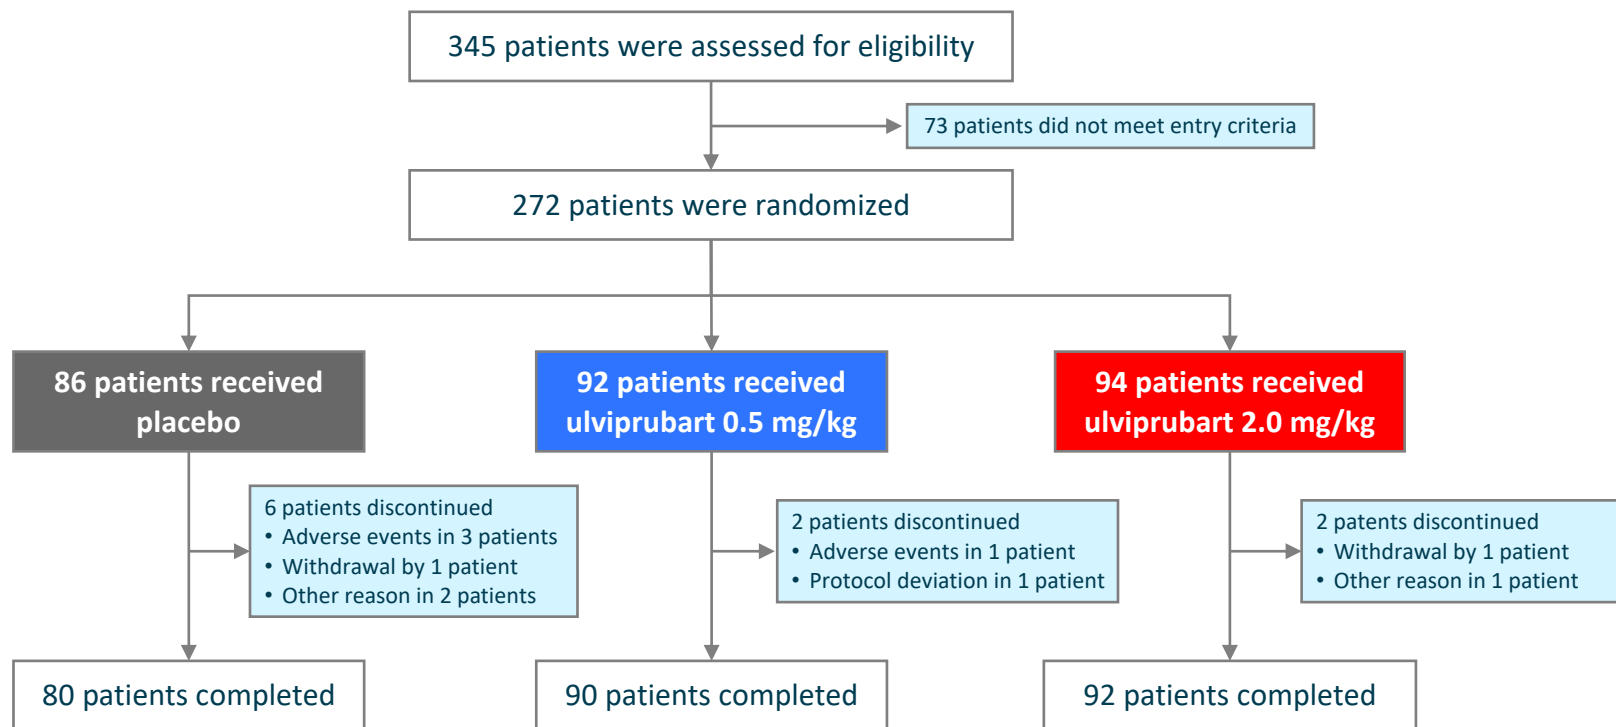 345 patients were assessed for eligibility
73 patients did not meet entry criteria
272 patients were randomized
86 patients received
placebo
92 patients received
ulviprubart 0.5 mg/kg
94 patients received
ulviprubart 2.0 mg/kg
6 patients discontinued
• Adverse events in 3 patients
• Withdrawal by 1 patient
• Other reason in 2 patients
2 patients discontinued
• Adverse events in 1 patient
• Protocol deviation in 1 patient
2 patents discontinued
• Withdrawal by 1 patient
• Other reason in 1 patient
80 patients completed
90 patients completed
92 patients completed